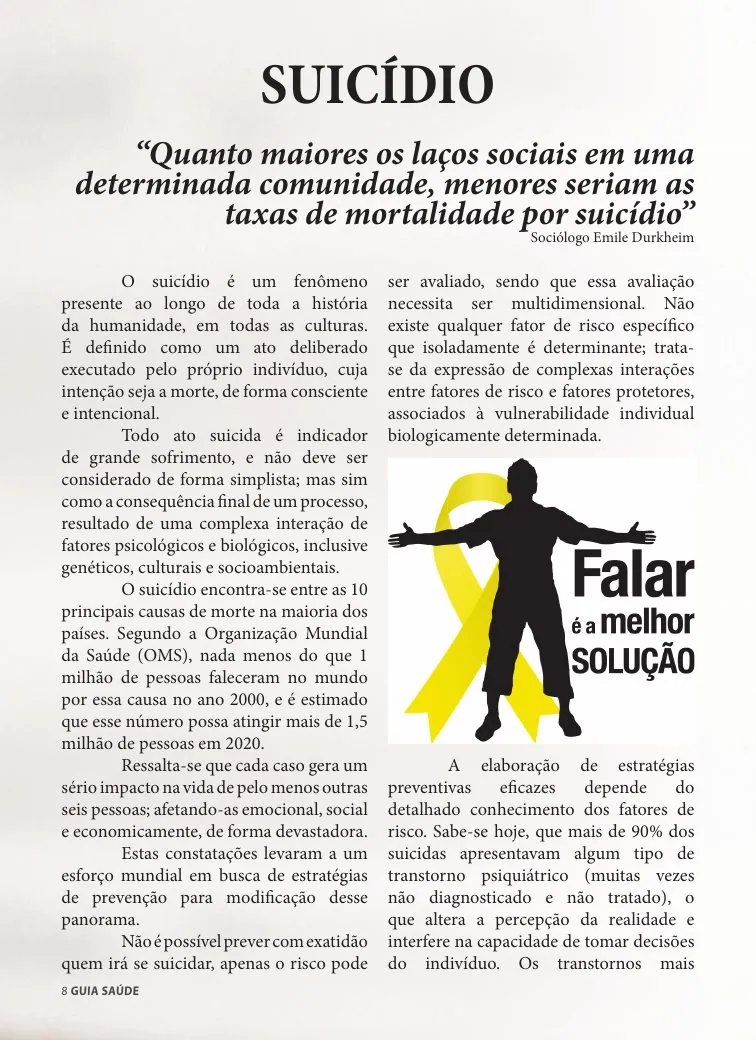 SUICÍDIO
“Quanto maiores os laços sociais em uma
determinada comunidade, menores seriam as
taxas de mortalidade por suicídio”
Sociólogo Emile Durkheim
O suicídio é um fenômeno
presente ao longo de toda a história
da humanidade, em todas as culturas.
É definido como um ato deliberado
executado pelo próprio indivíduo, cuja
intenção seja a morte, de forma consciente
e intencional.
Todo ato suicida é indicador
de grande sofrimento, e não deve ser
considerado de forma simplista; mas sim
como a consequência final de um processo,
resultado de uma complexa interação de
fatores psicológicos e biológicos, inclusive
genéticos, culturais e socioambientais.
O suicídio encontra-se entre as 10
principais causas de morte na maioria dos
países. Segundo a Organização Mundial
da Saúde (OMS), nada menos do que 1
milhão de pessoas faleceram no mundo
por essa causa no ano 2000, e é estimado
que esse número possa atingir mais de 1,5
milhão de pessoas em 2020.
Ressalta-se que cada caso gera um
sério impacto na vida de pelo menos outras
seis pessoas; afetando-as emocional, social
e economicamente, de forma devastadora.
Estas constatações levaram a um
esforço mundial em busca de estratégias
de prevenção para modificação desse
panorama.
Não é possível prever com exatidão
quem irá se suicidar, apenas o risco pode
ser avaliado, sendo que essa avaliação
necessita ser multidimensional. Não
existe qualquer fator de risco específico
que isoladamente é determinante; trata-
se da expressão de complexas interações
entre fatores de risco e fatores protetores,
associados à vulnerabilidade individual
biologicamente determinada.
Falar
é a melhor
SOLUÇÃO
A elaboração de estratégias
preventivas eficazes depende do
detalhado conhecimento dos fatores de
risco. Sabe-se hoje, que mais de 90% dos
suicidas apresentavam algum tipo de
transtorno psiquiátrico (muitas vezes
não diagnosticado e não tratado), o
que altera a percepção da realidade e
interfere na capacidade de tomar decisões
do indivíduo. Os transtornos mais
8 GUIA SAÚDE